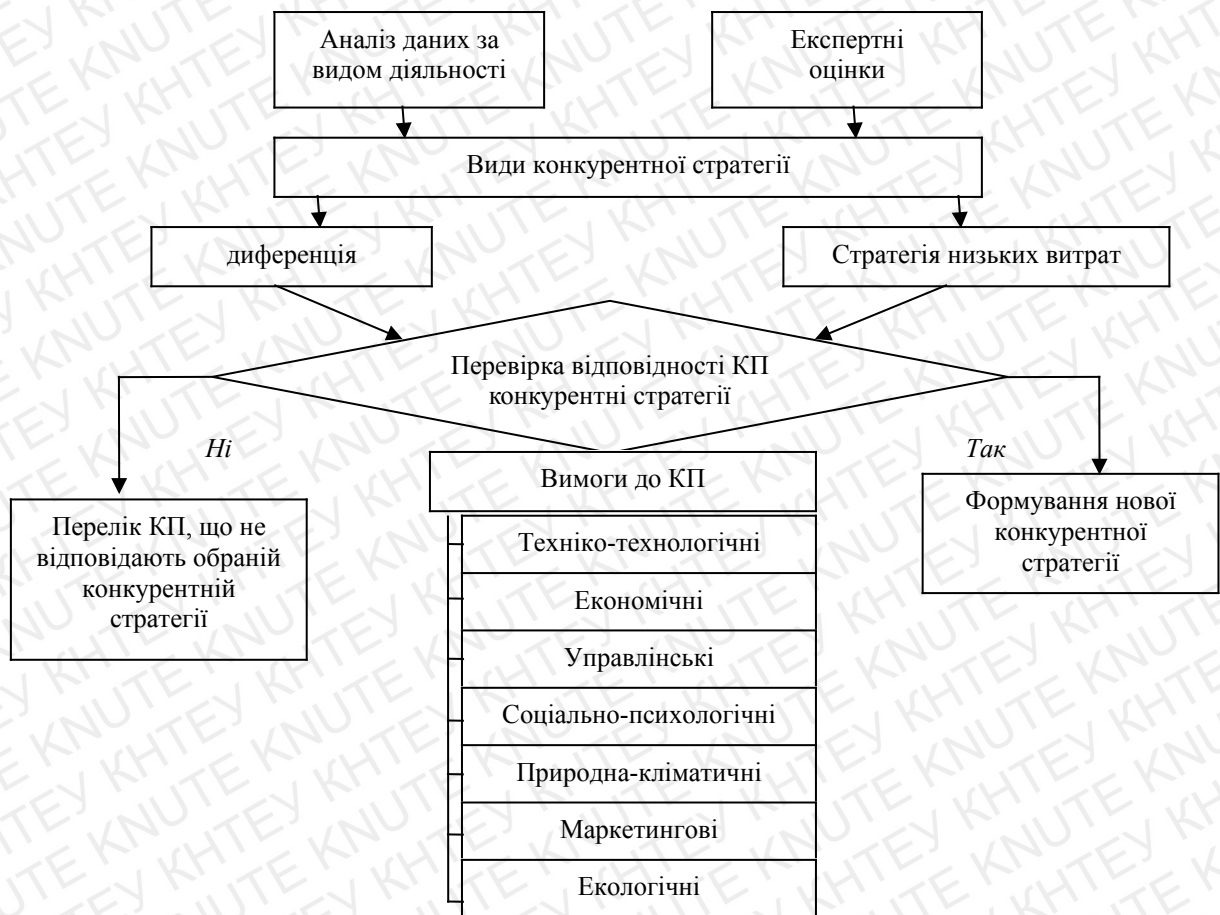 Аналіз даних за
видом діяльності
Експертні
оцінки
Види конкурентної стратегії
диференція
Стратегія низьких витрат
Перевірка відповідності КП
конкурентні стратегії
Ні
Так
Перелік КП, що не
відповідають обраній
конкурентній
стратегії
Вимоги до КП
Формування нової
конкурентної
стратегії
Техніко-технологічні
Економічні
Управлінські
Соціально-психологічні
Природна-кліматичні
Маркетингові
Екологічні